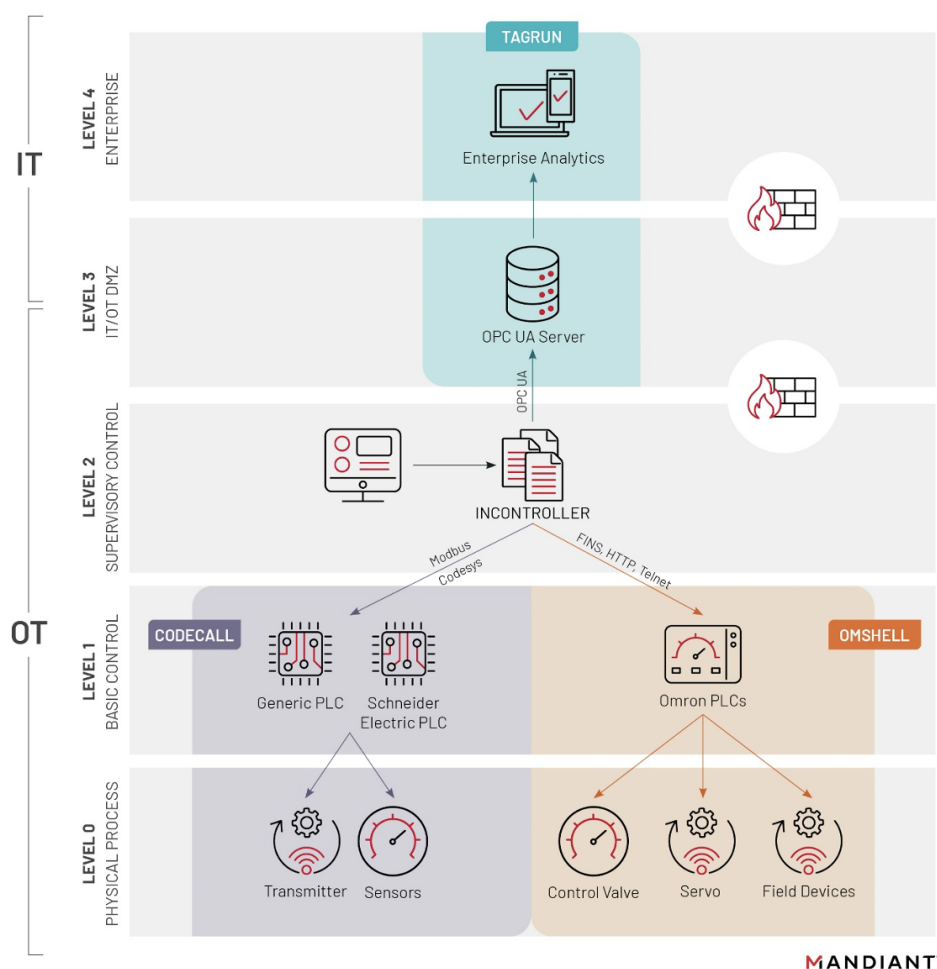 TAGRUN
LEVEL 4
ENTERPRISE
Enterprise Analytics
IT
LEVEL 3
IT/OT DMZ
OPC UA Server
OPC UA
LEVEL 2
SUPERVISORY CONTROL
INCONTROLLER
Modbus
Codesys
FINS, HTTP, Telnet
OT
LEVEL 1
BASIC CONTROL
CODECALL
OMSHELL
Generic PLC
Schneider
Electric PLC
Omron PLCs
LEVEL 0
PHYSICAL PROCESS
Transmitter
Sensors
Control Valve
Servo
Field Devices
MANDIANT